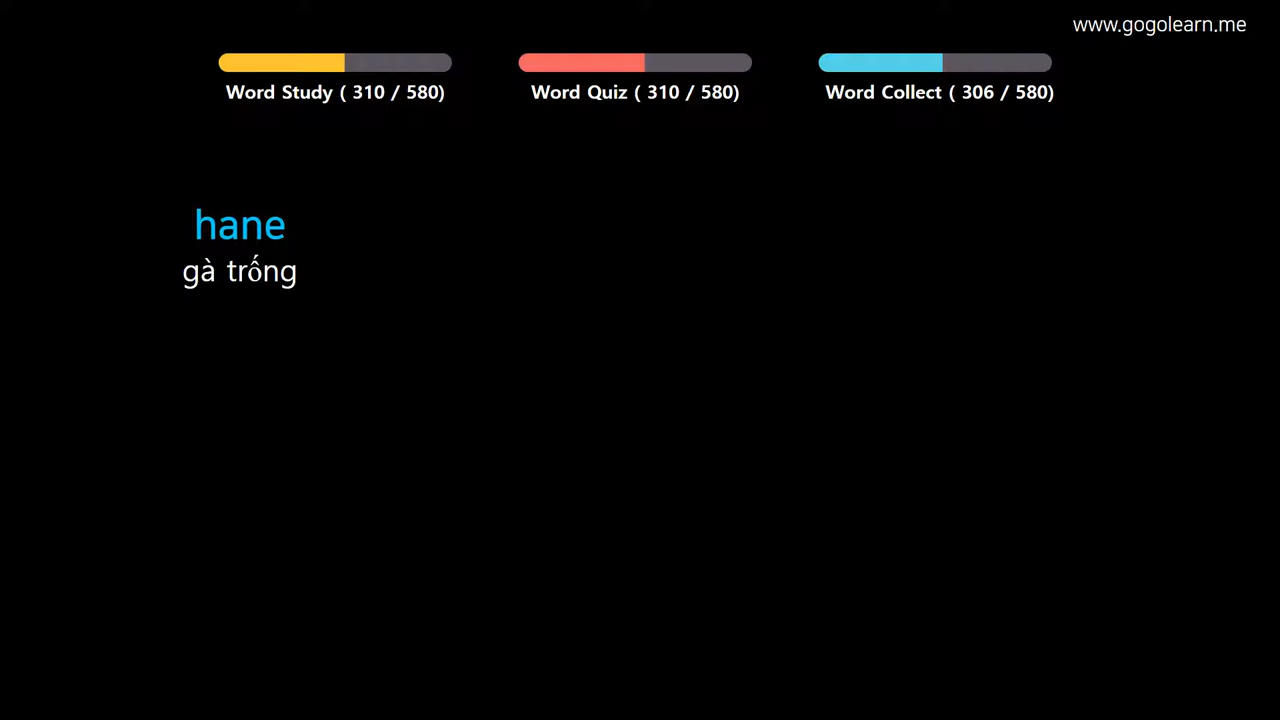 www.gogolearn.me
Word Study ( 310 / 580)
Word Quiz ( 310 / 580)
Word Collect ( 306 / 580)
hane
gà trống